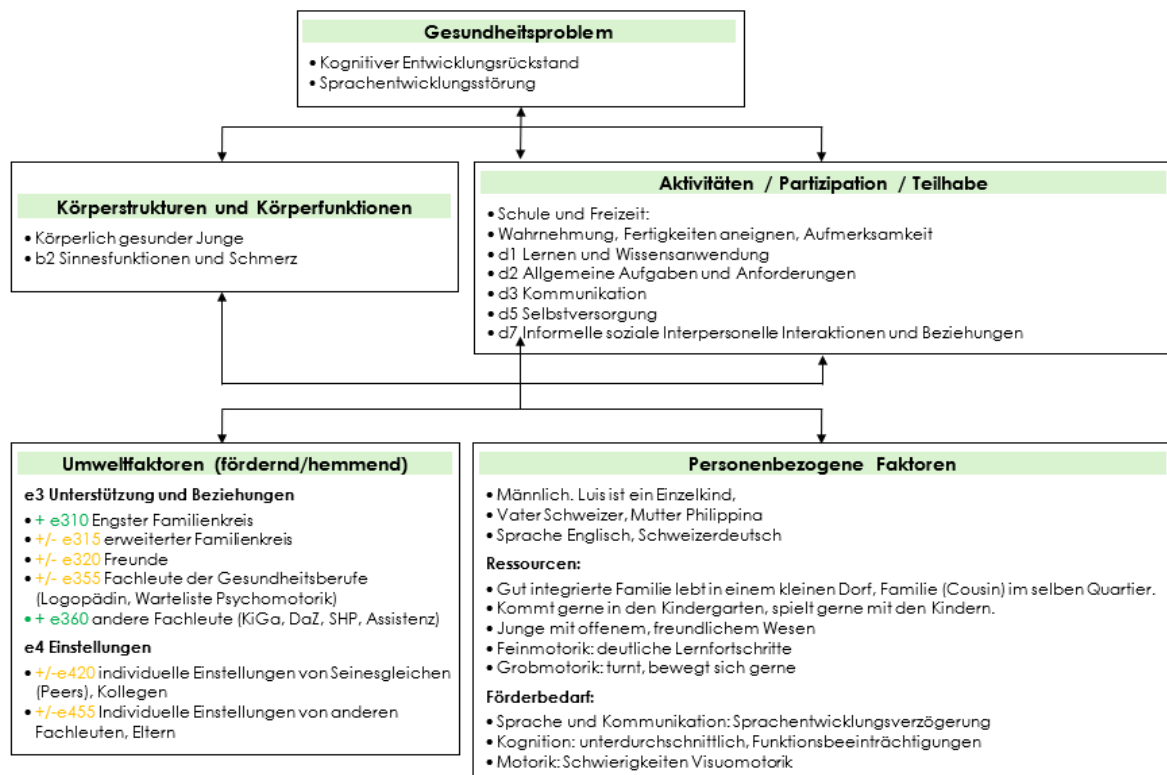 Gesundheitsproblem
• Kognitiver Entwicklungsrückstand
• Sprachentwicklungsstörung
Körperstrukturen und Körperfunktionen
• Körperlich gesunder Junge
• b2 Sinnesfunktionen und Schmerz
Aktivitäten / Partizipation / Teilhabe
• Schule und Freizeit:
• Wahrnehmung, Fertigkeiten aneignen, Aufmerksamkeit
• d1 Lernen und Wissensanwendung
• d2 Allgemeine Aufgaben und Anforderungen
• d3 Kommunikation
• d5 Selbstversorgung
• d7 Informelle soziale Interpersonelle Interaktionen und Beziehungen
Umweltfaktoren (fördernd/hemmend)
e3 Unterstützung und Beziehungen
• + e310 Engster Familienkreis
• +/- e315 erweiterter Familienkreis
• +/- e320 Freunde
• +/- e355 Fachleute der Gesundheitsberufe
(Logopädin, Warteliste Psychomotorik)
• + e360 andere Fachleute (KiGa, DaZ, SHP, Assistenz)
e4 Einstellungen
• +/-e420 individuelle Einstellungen von Seinesgleichen
(Peers), Kollegen
• +/-e455 Individuelle Einstellungen von anderen
Fachleuten, Eltern
Personenbezogene Faktoren
• Männlich. Luis ist ein Einzelkind,
• Vater Schweizer, Mutter Philippina
• Sprache Englisch, Schweizerdeutsch
Ressourcen:
• Gut integrierte Familie lebt in einem kleinen Dorf, Familie (Cousin) im selben Quartier.
• Kommt gerne in den Kindergarten, spielt gerne mit den Kindern.
• Junge mit offenem, freundlichem Wesen
• Feinmotorik: deutliche Lernfortschritte
• Grobmotorik: turnt, bewegt sich gerne
Förderbedarf:
• Sprache und Kommunikation: Sprachentwicklungsverzögerung
• Kognition: unterdurchschnittlich, Funktionsbeeinträchtigungen
• Motorik: Schwierigkeiten Visuomotorik